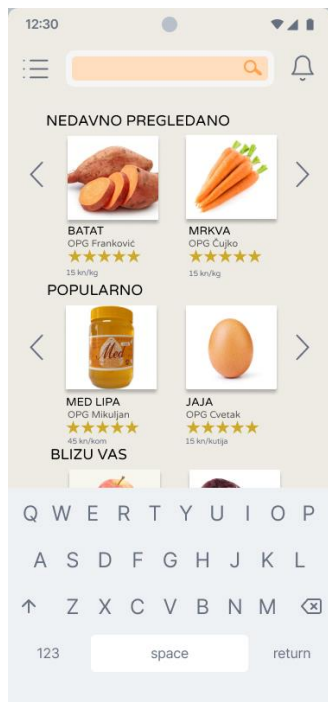 12:30
NEDAVNO PREGLEDANO
BATAT
OPG Franković
15 kn/kg
MRKVA
OPG Čujko
15 kn/kg
POPULARNO
Med
MED LIPA
OPG Mikuljan
45 kn/kom
JAJA
OPG Cvetak
15 kn/kutija
BLIZU VAS
Q W E R T Y U I O P
A S D F G H J K L
Z X C V B N M
123 space return